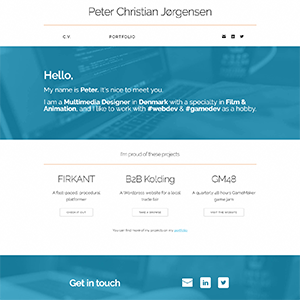 Peter Christian Jørgensen
C.V. PORTFOLIO
Hello,
My name is Peter. It's nice to meet you.
I am a Multimedia Designer in Denmark with a specialty in Film &
Animation, and I like to work with #webdev & #gamedev as a hobby.
I'm proud of these projects
FIRKANT B2B Kolding GM48
A fast-paced, procedural A Wordpress website for a local A quarterly 48 hours GameMaker
platformer trade fair game jam
CHECK IT OUT TAKE A BROWSE VISIT THE WEBSITE
You can find more of my projects on my portfolio
Get in touch